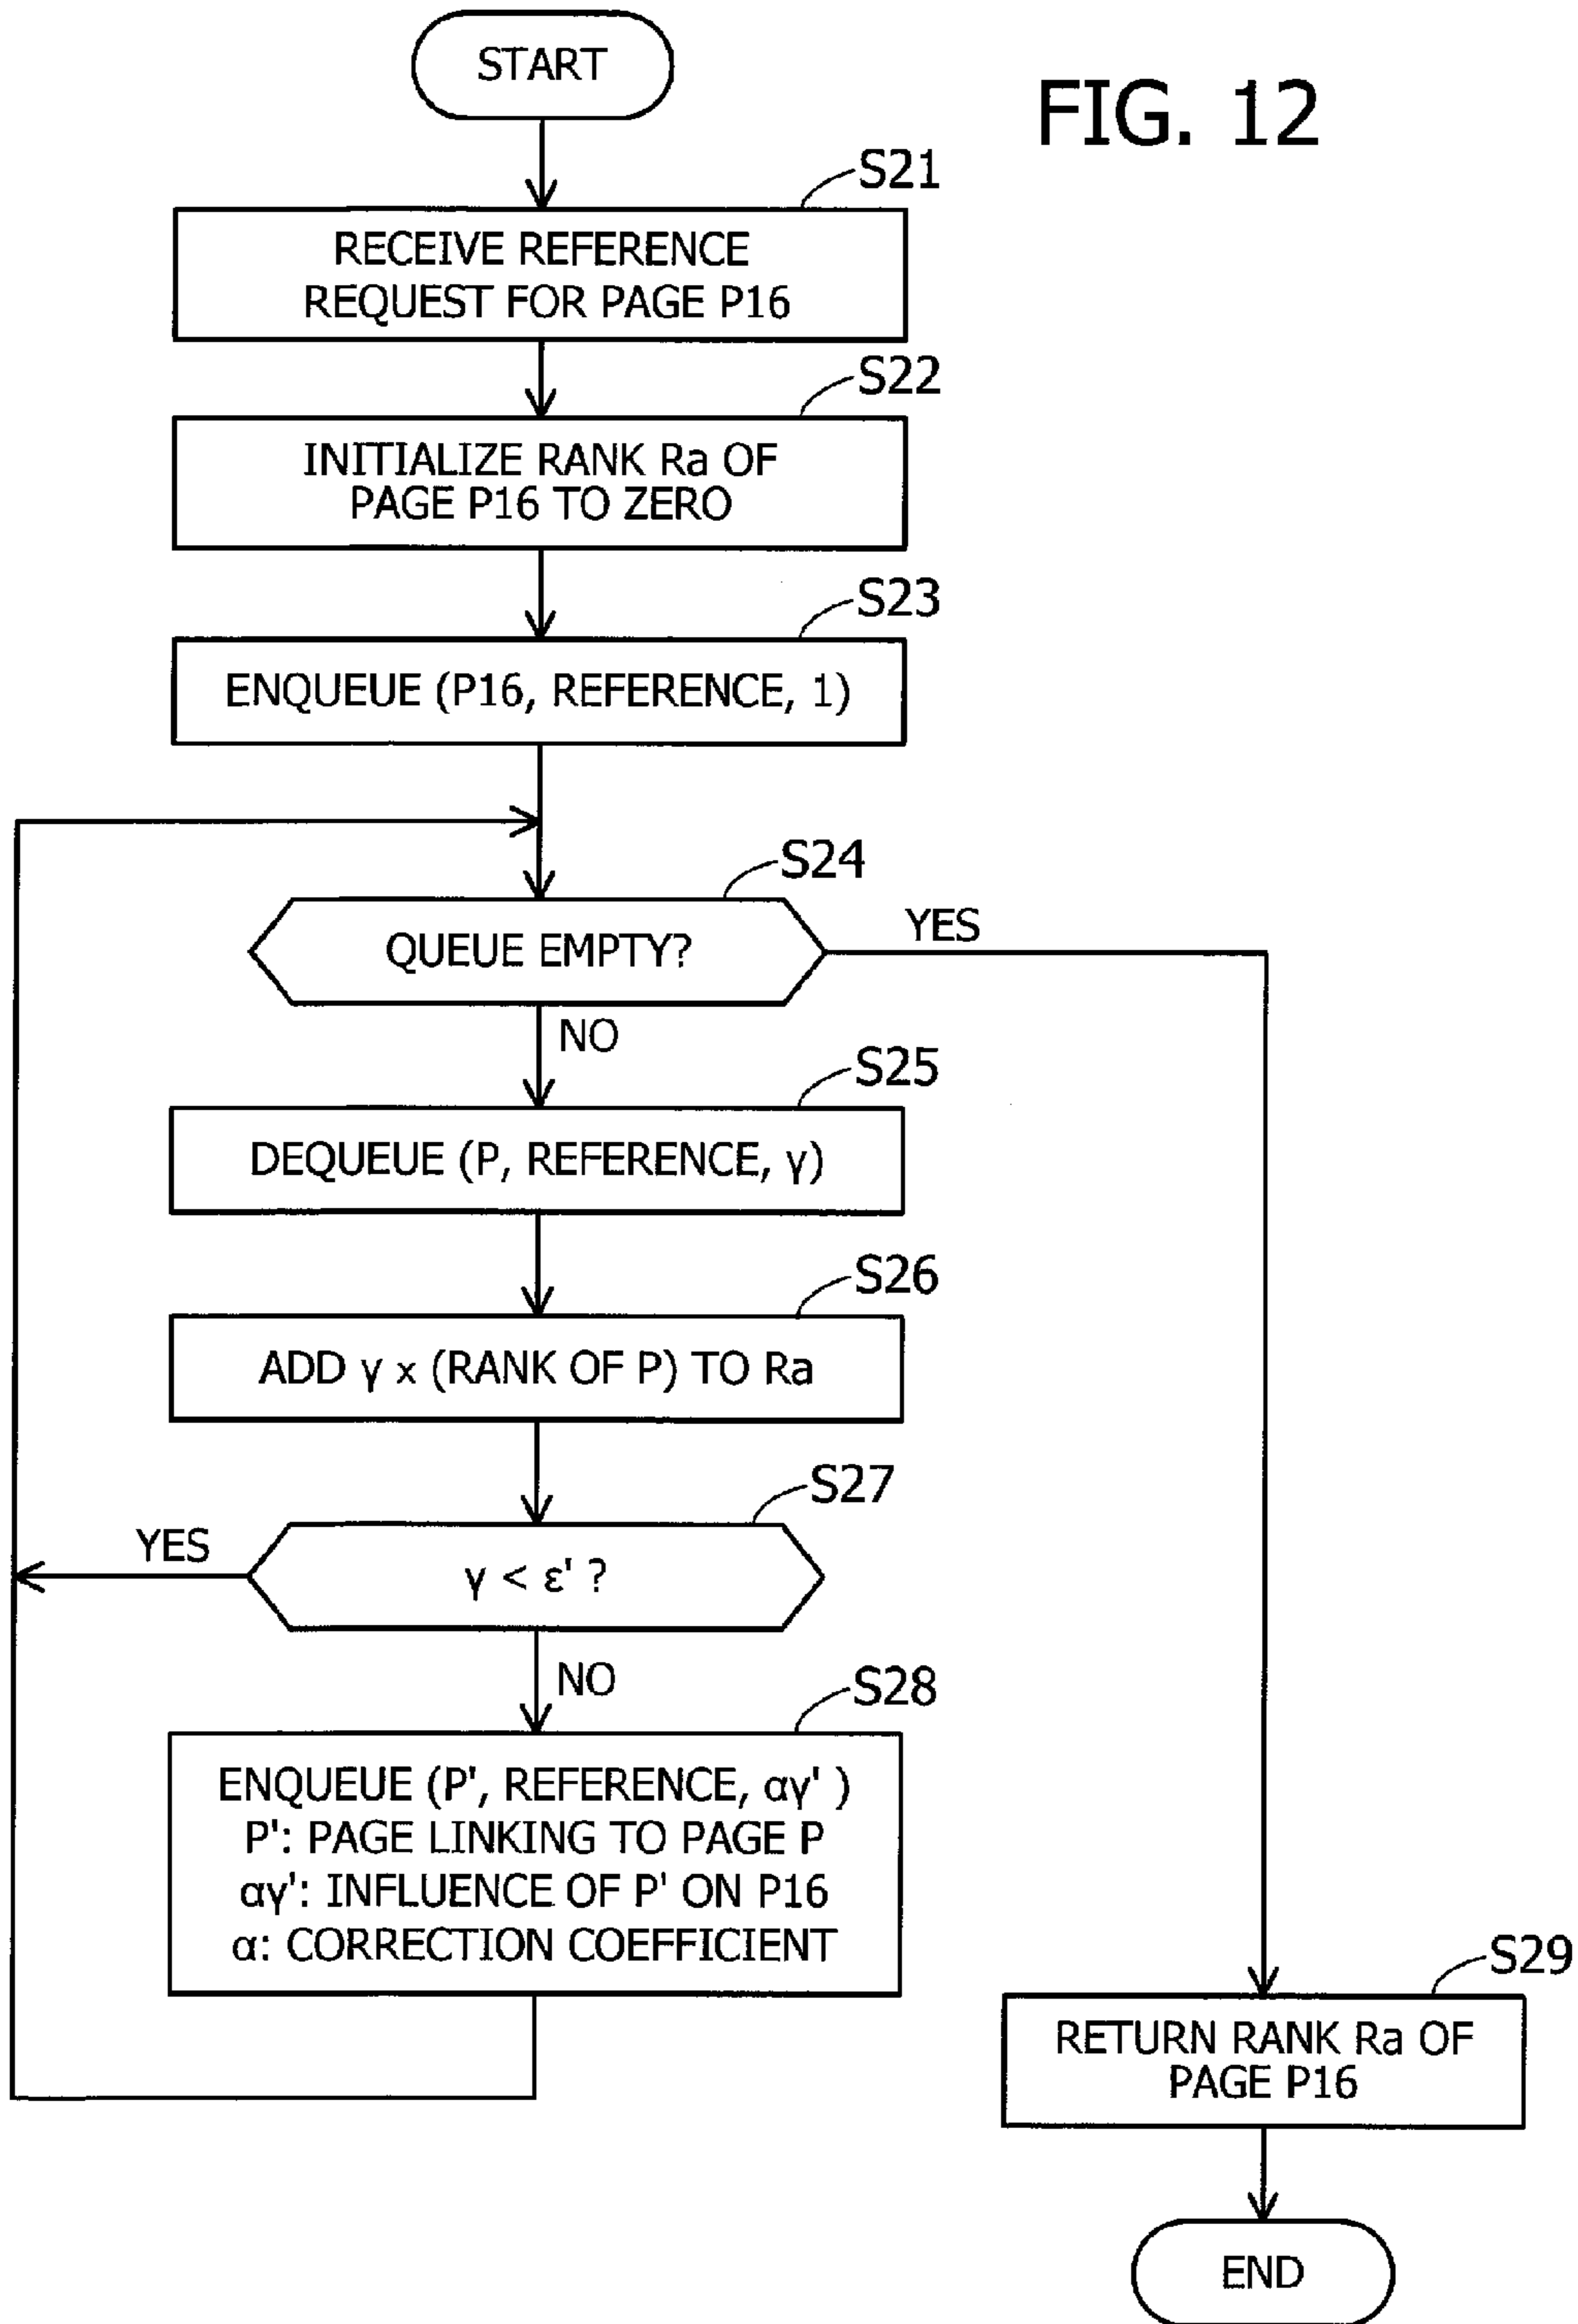 START
FIG. 12
S21
RECEIVE REFERENCE
REQUEST FOR PAGE P16
S22
INITIALIZE RANK Ra OF
PAGE P16 TO ZERO
S23
ENQUEUE (P16, REFERENCE, 1)
S24
QUEUE EMPTY?
YES
NO
S25
DEQUEUE (P, REFERENCE, γ)
S26
ADD γ x (RANK OF P) TO Ra
S27
γ < ε' ?
YES
NO
S28
ENQUEUE (P', REFERENCE, αγ' )
P': PAGE LINKING TO PAGE P
αγ': INFLUENCE OF P' ON P16
α: CORRECTION COEFFICIENT
S29
RETURN RANK Ra OF
PAGE P16
END